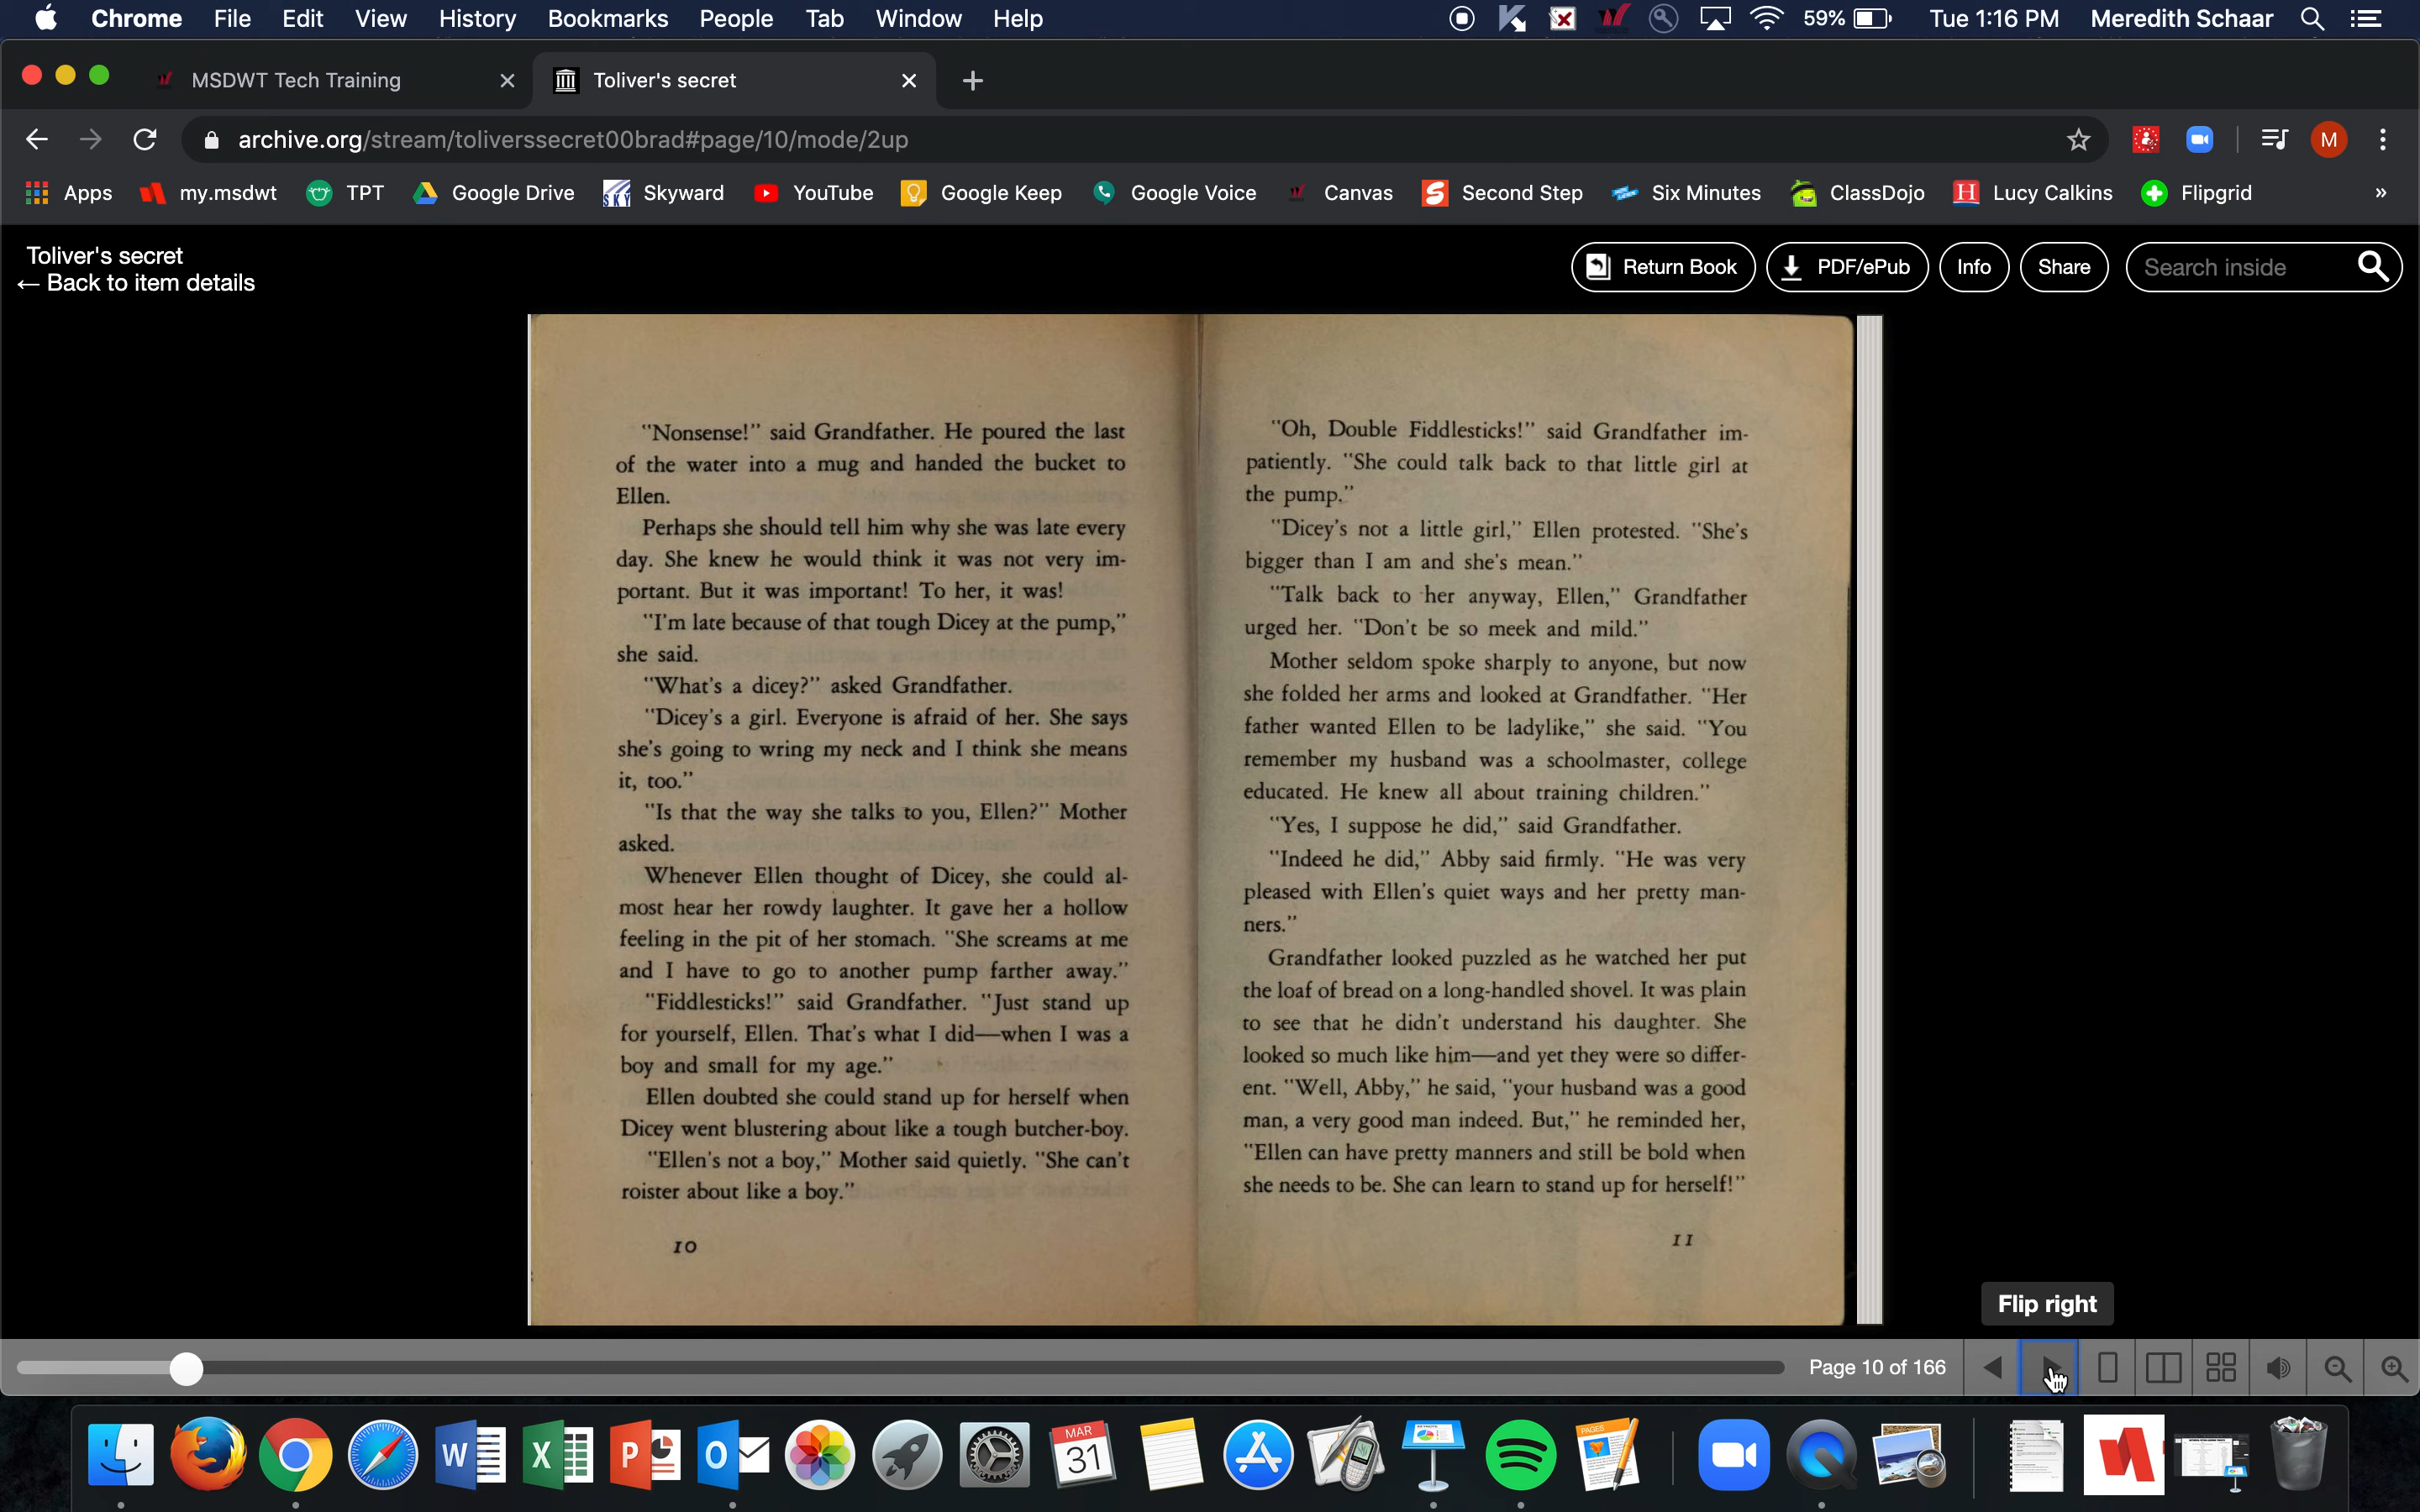 Chrome File Edit View History Bookmarks People Tab Window Help 59% Tue 1:16 PM Meredith Schaar
MSDWT Tech Training Toliver's secret
archive.org/stream/toliverssecret00brad#page/10/mode/2up M
Apps my.msdwt TPT Google Drive SKY Skyward YouTube Google Keep Google Voice Canvas Second Step Six Minutes ClassDojo H Lucy Calkins Flipgrid »
Toliver's secret
← Back to item details
Return Book PDF/ePub Info Share Search inside
"Nonsense!" said Grandfather. He poured the last
of the water into a mug and handed the bucket to
Ellen.
Perhaps she should tell him why she was late every
day. She knew he would think it was not very im-
portant. But it was important! To her, it was!
"I'm late because of that tough Dicey at the pump,"
she said.
"What's a dicey?" asked Grandfather.
"Dicey's a girl. Everyone is afraid of her. She says
she's going to wring my neck and I think she means
it, too."
"Is that the way she talks to you, Ellen?" Mother
asked.
Whenever Ellen thought of Dicey, she could al-
most hear her rowdy laughter. It gave her a hollow
feeling in the pit of her stomach. "She screams at me
and I have to go to another pump farther away."
"Fiddlesticks!" said Grandfather. "Just stand up
for yourself, Ellen. That's what I did—when I was a
boy and small for my age."
Ellen doubted she could stand up for herself when
Dicey went blustering about like a tough butcher-boy.
"Ellen's not a boy," Mother said quietly. "She can't
roister about like a boy."
10
"Oh, Double Fiddlesticks!" said Grandfather im-
patiently. "She could talk back to that little girl at
the pump."
"Dicey's not a little girl," Ellen protested. "She's
bigger than I am and she's mean."
"Talk back to her anyway, Ellen," Grandfather
urged her. "Don't be so meek and mild."
Mother seldom spoke sharply to anyone, but now
she folded her arms and looked at Grandfather. "Her
father wanted Ellen to be ladylike," she said. "You
remember my husband was a schoolmaster, college
educated. He knew all about training children."
"Yes, I suppose he did," said Grandfather.
"Indeed he did," Abby said firmly. "He was very
pleased with Ellen's quiet ways and her pretty man-
ners."
Grandfather looked puzzled as he watched her put
the loaf of bread on a long-handled shovel. It was plain
to see that he didn't understand his daughter. She
looked so much like him—and yet they were so differ-
ent. "Well, Abby," he said, "your husband was a good
man, a very good man indeed. But," he reminded her,
"Ellen can have pretty manners and still be bold when
she needs to be. She can learn to stand up for herself!"
11
Flip right
Page 10 of 166
W X P O MAR 31 PAGES